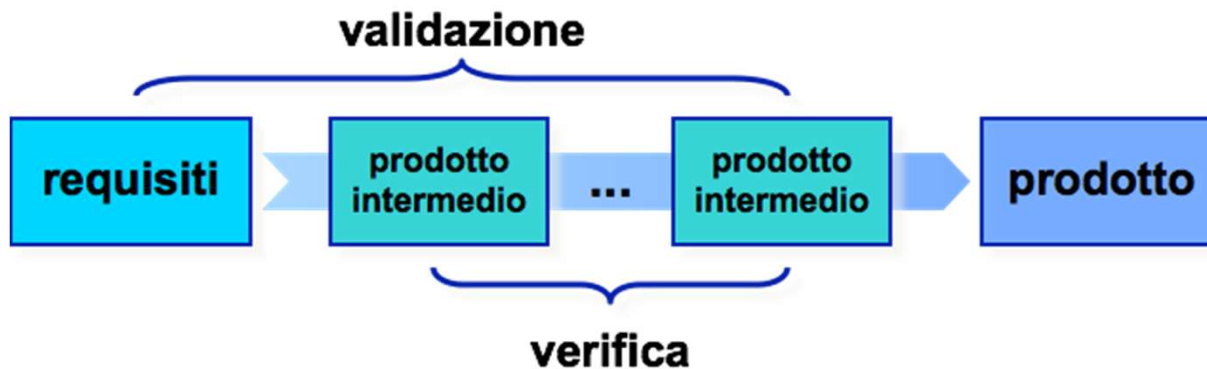 validazione
requisiti
prodotto
intermedio
...
prodotto
intermedio
prodotto
verifica